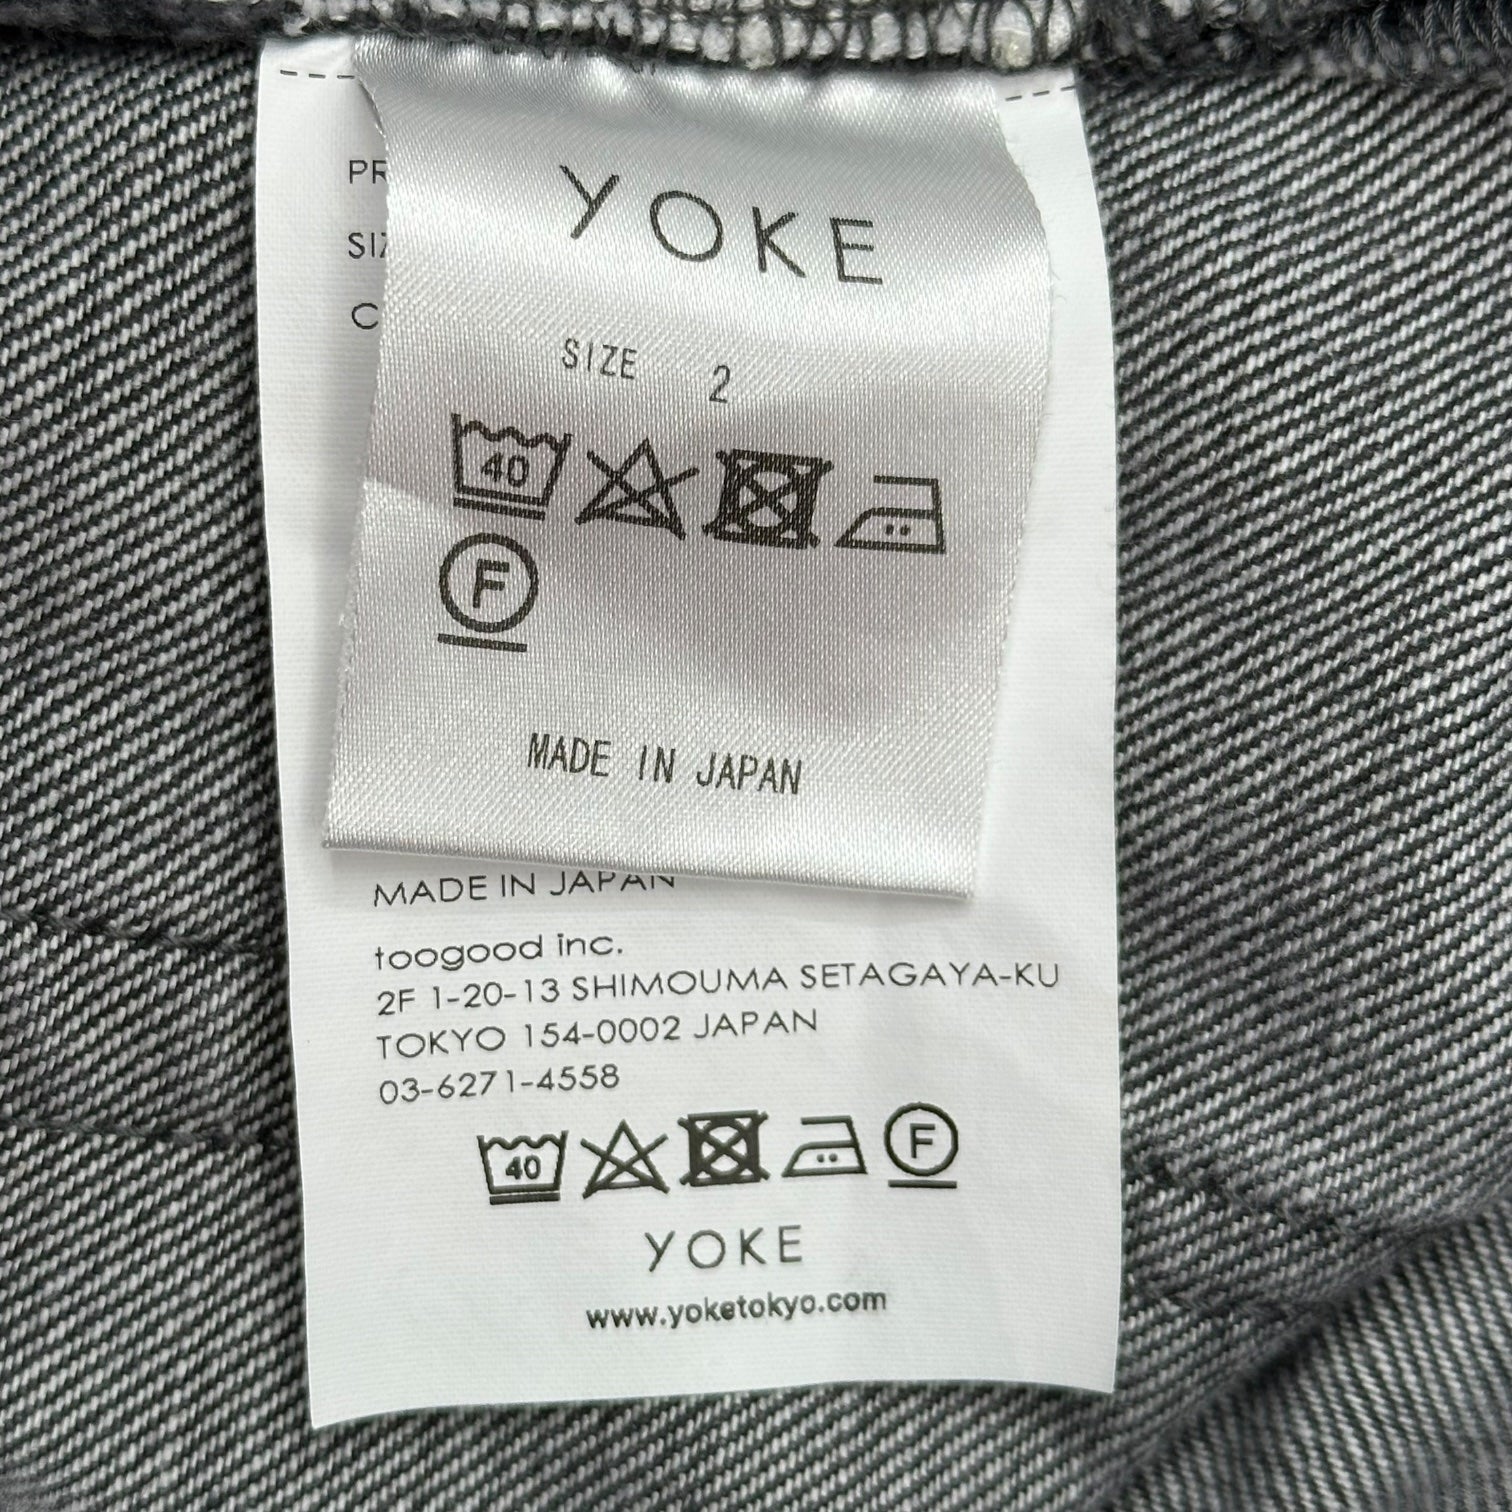 YOKE
SIZE 2
40
F
MADE IN JAPAN
MADE IN JAPAN
toogood inc.
2F 1-20-13 SHIMOUMA SETAGAYA-KU
TOKYO 154-0002 JAPAN
03-6271-4558
40 F
YOKE
www.yoketokyo.com